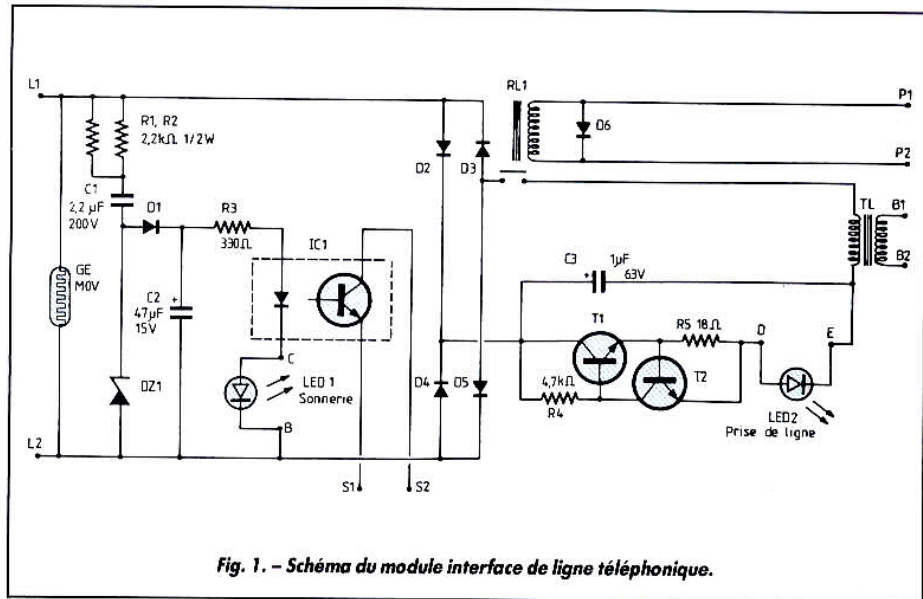 L1
R1, R2
2,2kΩ 1/2W
C1
2,2 µF
200V
D1
R3
330Ω
IC1
GE
MOV
C2
47µF
15V
+
DZ1
C
LED 1
Sonnerie
B
L2
S1
S2
D2
D3
D4
D5
RL1
D6
P1
P2
TL
B1
B2
C3
+
1µF
63V
T1
R5 18Ω
D
E
T2
4,7kΩ
R4
LED2
Prise de ligne
Fig. 1. – Schéma du module interface de ligne téléphonique.